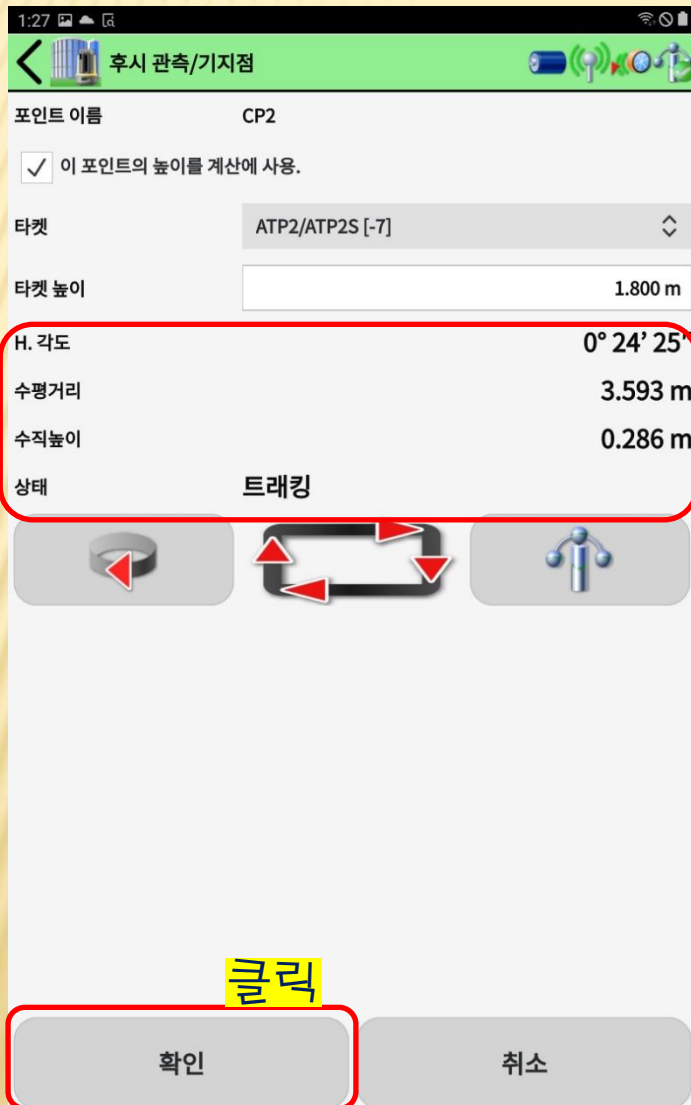 1:27
후시 관측/기지점
포인트 이름 CP2
이 포인트의 높이를 계산에 사용.
타켓 ATP2/ATP2S [-7]
타켓 높이 1.800 m
H. 각도 0° 24’ 25”
수평거리 3.593 m
수직높이 0.286 m
상태 트래킹
클릭
확인 취소